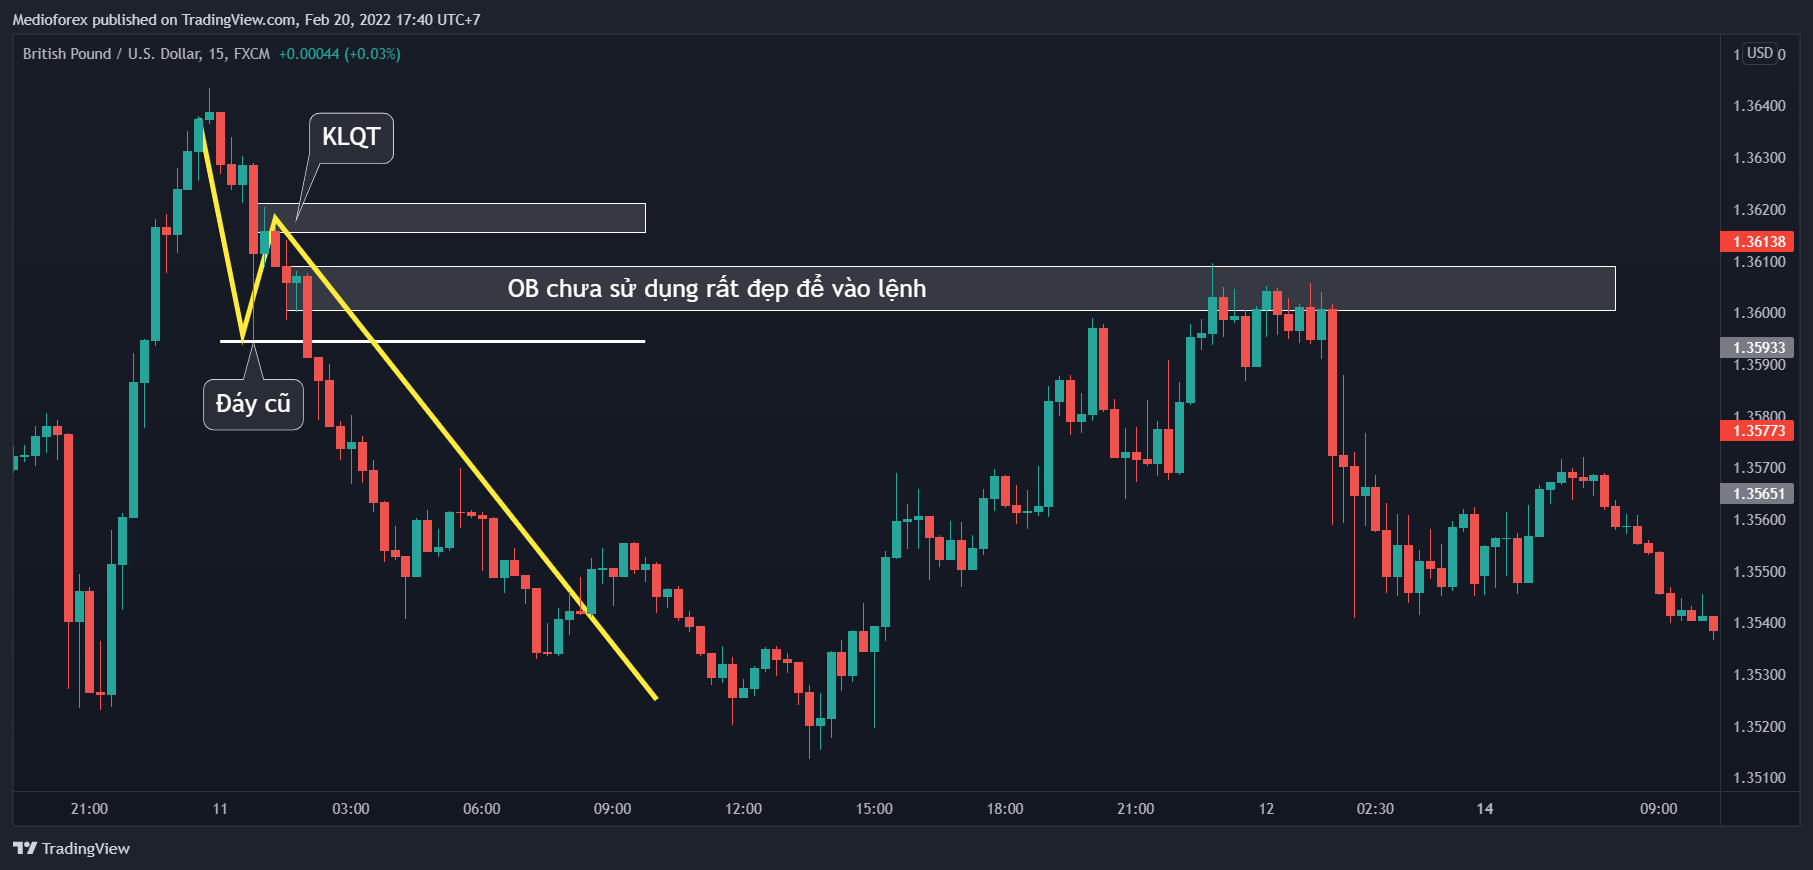 Medioforex published on TradingView.com, Feb 20, 2022 17:40 UTC+7
British Pound / U.S. Dollar, 15, FXCM +0.00044 (+0.03%)
USD
1.36400
KLQT
1.36300
1.36200
1.36138
1.36100
OB chưa sử dụng rất đẹp để vào lệnh
1.36000
1.35933
1.35900
Đáy cũ
1.35800
1.35773
1.35700
1.35651
1.35600
1.35500
1.35400
1.35300
1.35200
1.35100
21:00 11 03:00 06:00 09:00 12:00 15:00 18:00 21:00 12 02:30 14 09:00
TradingView